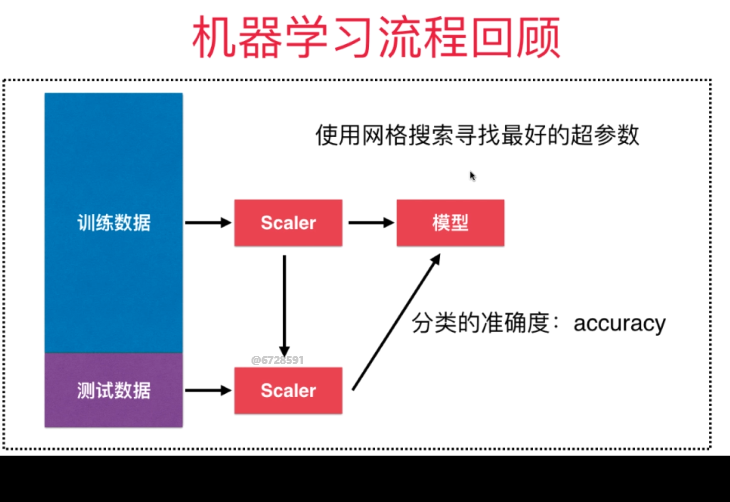 机器学习流程回顾
使用网格搜索寻找最好的超参数
训练数据
Scaler
模型
分类的准确度：accuracy
@6728591
测试数据
Scaler